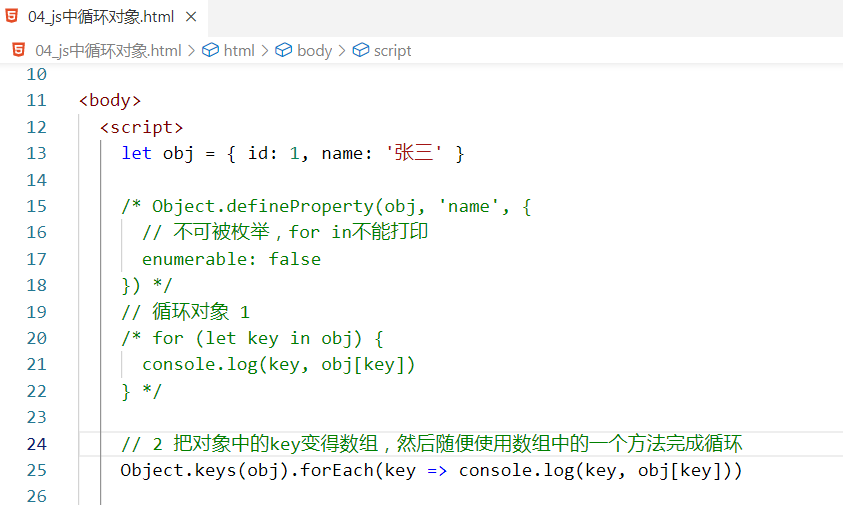 04_js中循环对象.html ×
04_js中循环对象.html > html > body > script
10
11 <body>
12 <script>
13 let obj = { id: 1, name: '张三' }
14
15 /* Object.defineProperty(obj, 'name', {
16 // 不可被枚举，for in不能打印
17 enumerable: false
18 }) */
19 // 循环对象 1
20 /* for (let key in obj) {
21 console.log(key, obj[key])
22 } */
23
24 // 2 把对象中的key变得数组，然后随便使用数组中的一个方法完成循环
25 Object.keys(obj).forEach(key => console.log(key, obj[key]))
26